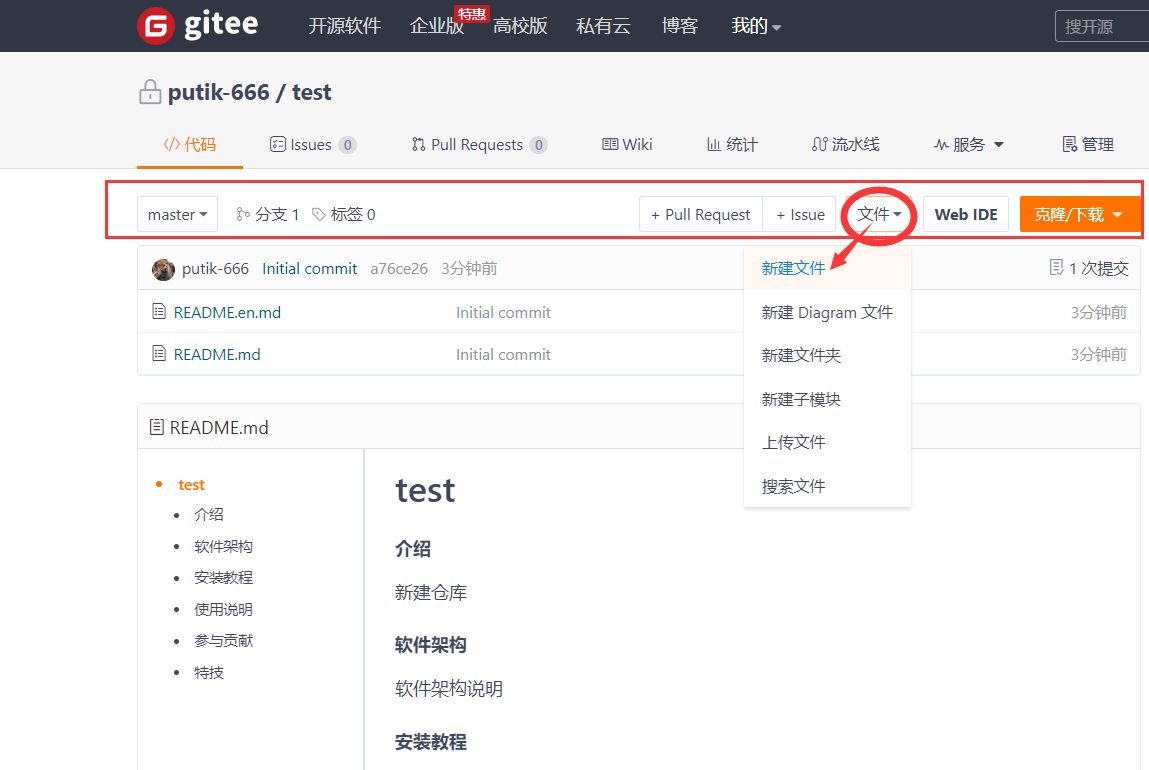 gitee 开源软件 企业版 特惠 高校版 私有云 博客 我的 搜开源
putik-666 / test
代码 Issues 0 Pull Requests 0 Wiki 统计 流水线 服务 管理
master 分支 1 标签 0 + Pull Request + Issue 文件 Web IDE 克隆/下载
putik-666 Initial commit a76ce26 3分钟前 1 次提交
README.en.md Initial commit 3分钟前
README.md Initial commit 3分钟前
新建文件
新建 Diagram 文件
新建文件夹
新建子模块
上传文件
搜索文件
README.md
test
介绍
软件架构
安装教程
使用说明
参与贡献
特技
test
介绍
新建仓库
软件架构
软件架构说明
安装教程